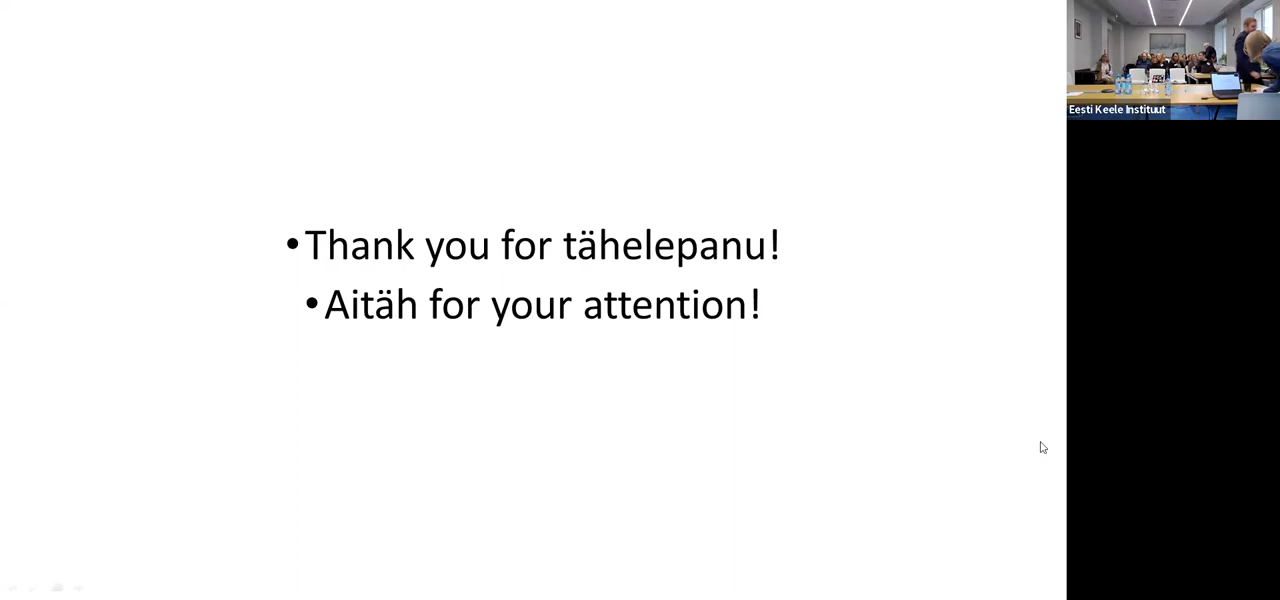 • Thank you for tähelepanu!
• Aitäh for your attention!
Eesti Keele Instituut